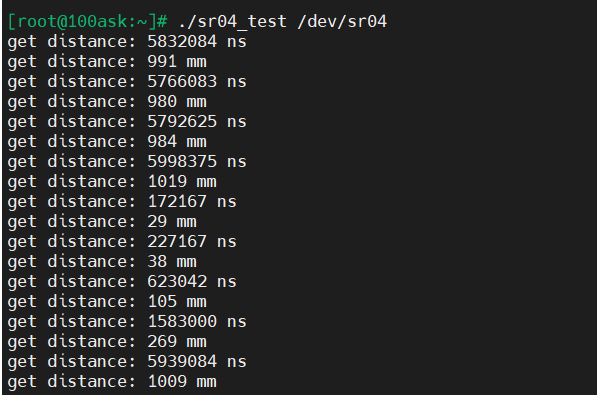 [root@100ask:~]# ./sr04_test /dev/sr04
get distance: 5832084 ns
get distance: 991 mm
get distance: 5766083 ns
get distance: 980 mm
get distance: 5792625 ns
get distance: 984 mm
get distance: 5998375 ns
get distance: 1019 mm
get distance: 172167 ns
get distance: 29 mm
get distance: 227167 ns
get distance: 38 mm
get distance: 623042 ns
get distance: 105 mm
get distance: 1583000 ns
get distance: 269 mm
get distance: 5939084 ns
get distance: 1009 mm